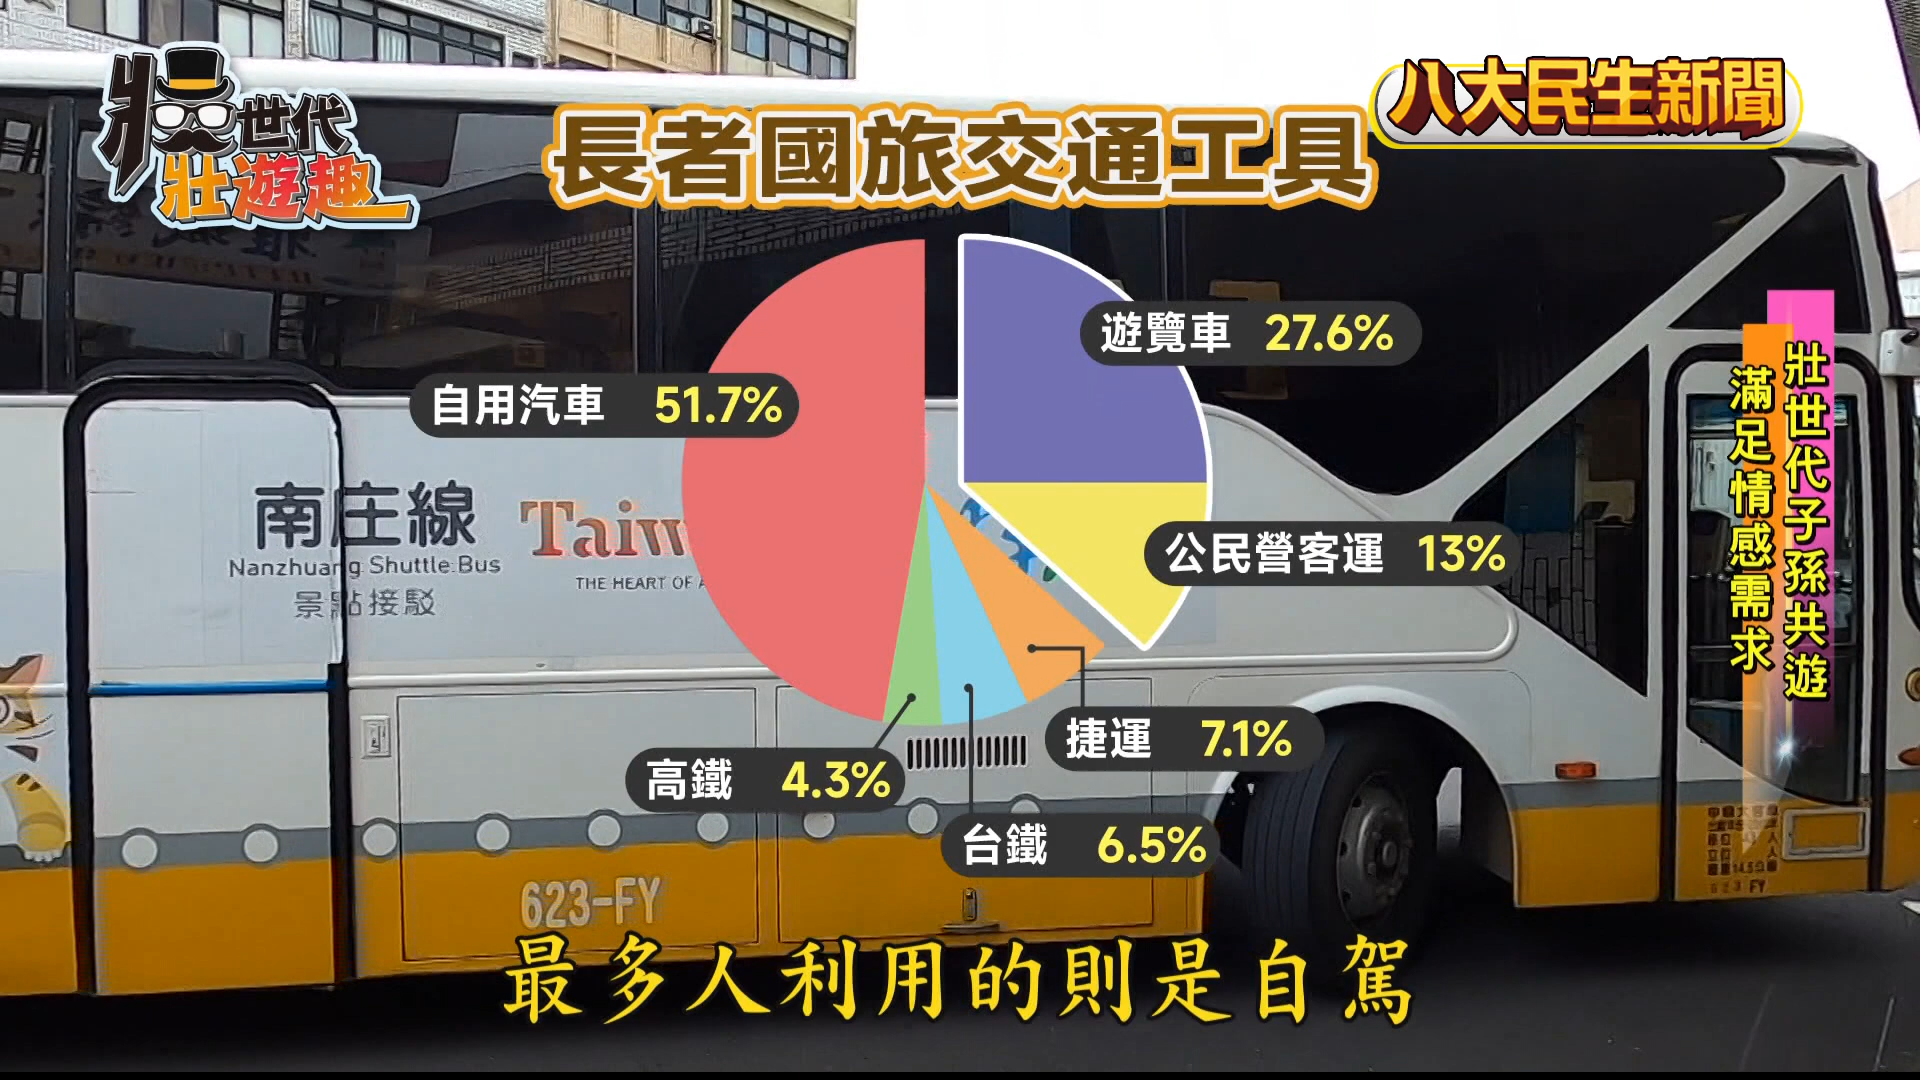 壯世代
壯遊趣
八大民生新聞
長者國旅交通工具
遊覽車 27.6%
自用汽車 51.7%
公民營客運 13%
捷運 7.1%
高鐵 4.3%
台鐵 6.5%
壯世代子孫共遊
滿足情感需求
南庄線
Nanzhuang Shuttle Bus
景點接駁
Taiw
THE HEART OF A
623-FY
最多人利用的則是自駕